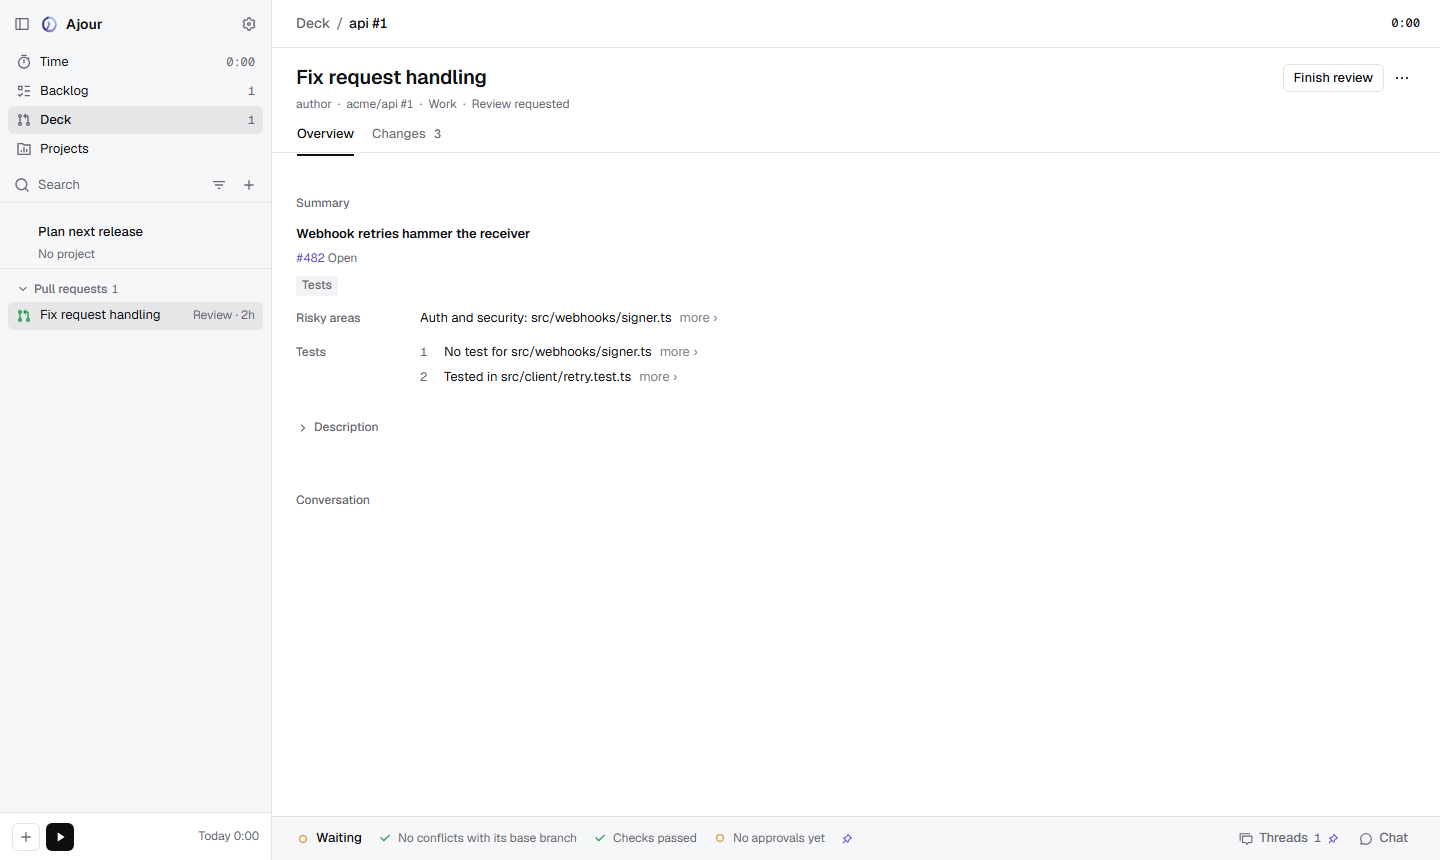 Ajour
Time 0:00
Backlog 1
Deck 1
Projects
Search
Plan next release
No project
Pull requests 1
Fix request handling Review · 2h
Today 0:00
Deck / api #1 0:00
Fix request handling Finish review
author · acme/api #1 · Work · Review requested
Overview Changes 3
Summary
Webhook retries hammer the receiver
#482 Open
Tests
Risky areas Auth and security: src/webhooks/signer.ts more ›
Tests 1 No test for src/webhooks/signer.ts more ›
2 Tested in src/client/retry.test.ts more ›
Description
Conversation
Waiting No conflicts with its base branch Checks passed No approvals yet Threads 1 Chat